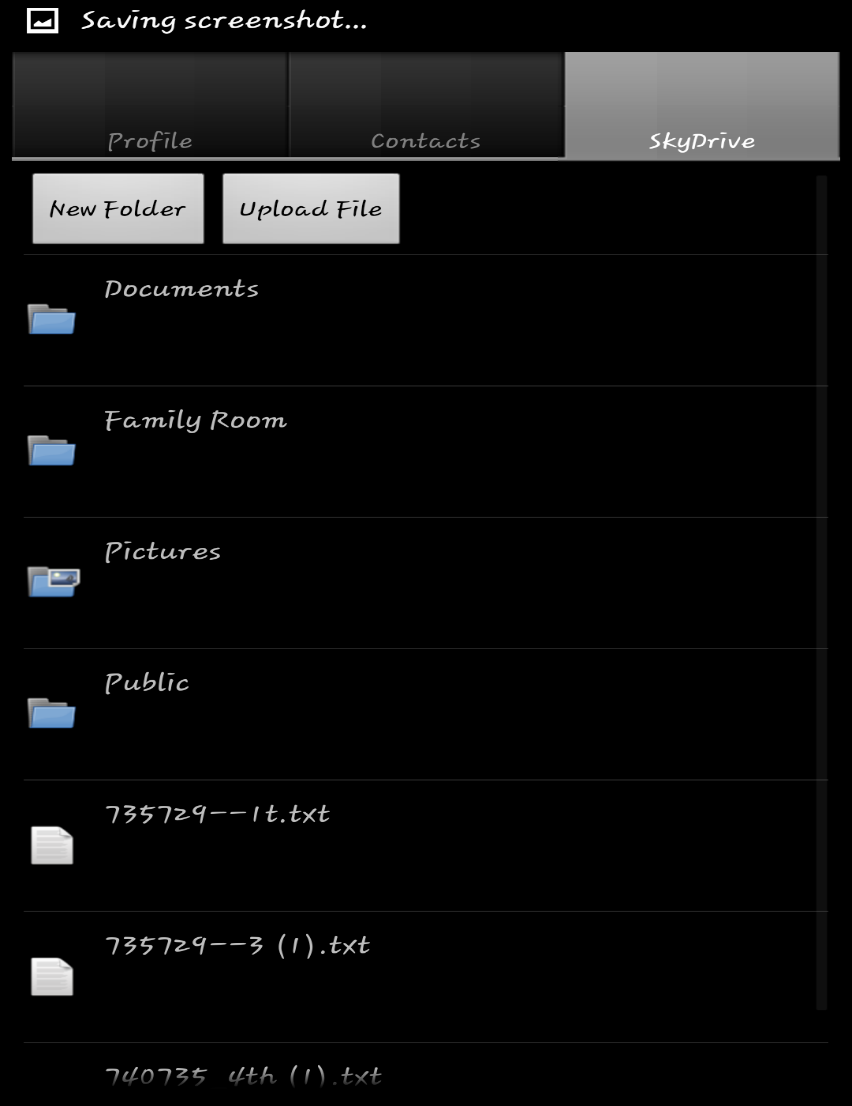 Saving screenshot...
Profile Contacts SkyDrive
New Folder Upload File
Documents
Family Room
Pictures
Public
735729--1t.txt
735729--3 (1).txt
740735 4th (1).txt